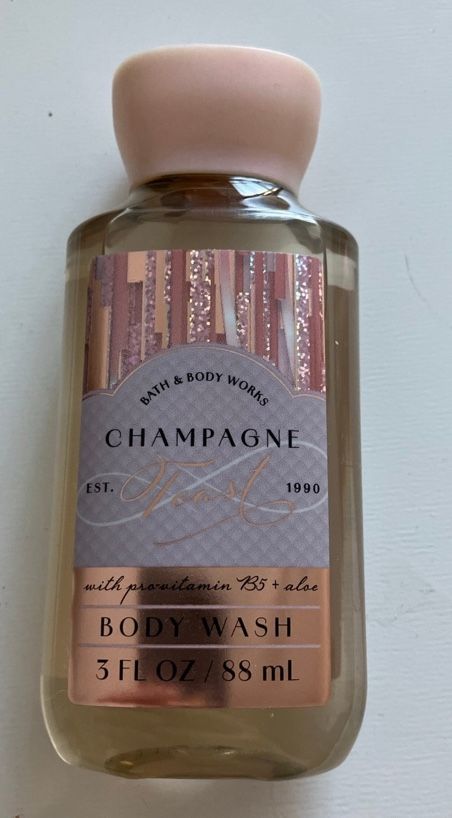 BATH & BODY WORKS
CHAMPAGNE
Toast
EST. 1990
with pro-vitamin B5 + aloe
BODY WASH
3 FL OZ / 88 mL